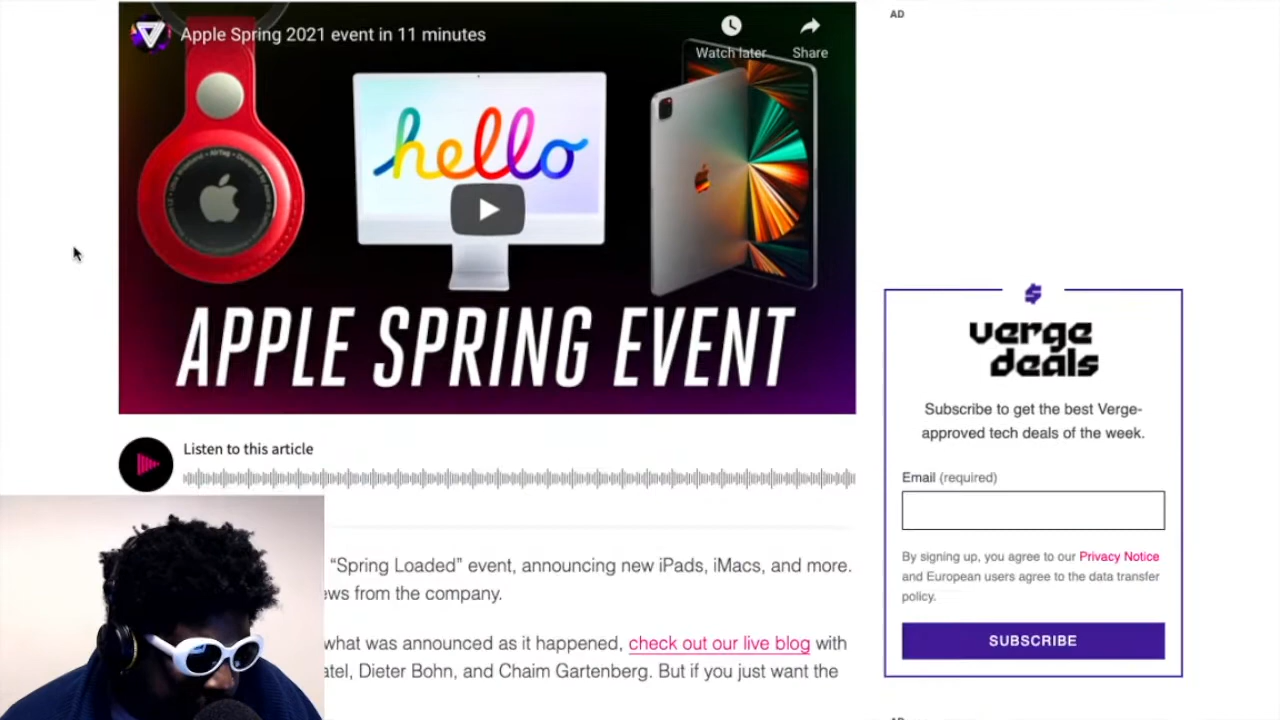 Apple Spring 2021 event in 11 minutes
Watch later
Share
hello
APPLE SPRING EVENT
Listen to this article
“Spring Loaded” event, announcing new iPads, iMacs, and more.
ews from the company.
what was announced as it happened, check out our live blog with
atel, Dieter Bohn, and Chaim Gartenberg. But if you just want the
AD
verge
deals
Subscribe to get the best Verge-
approved tech deals of the week.
Email (required)
By signing up, you agree to our Privacy Notice
and European users agree to the data transfer
policy.
SUBSCRIBE
AD